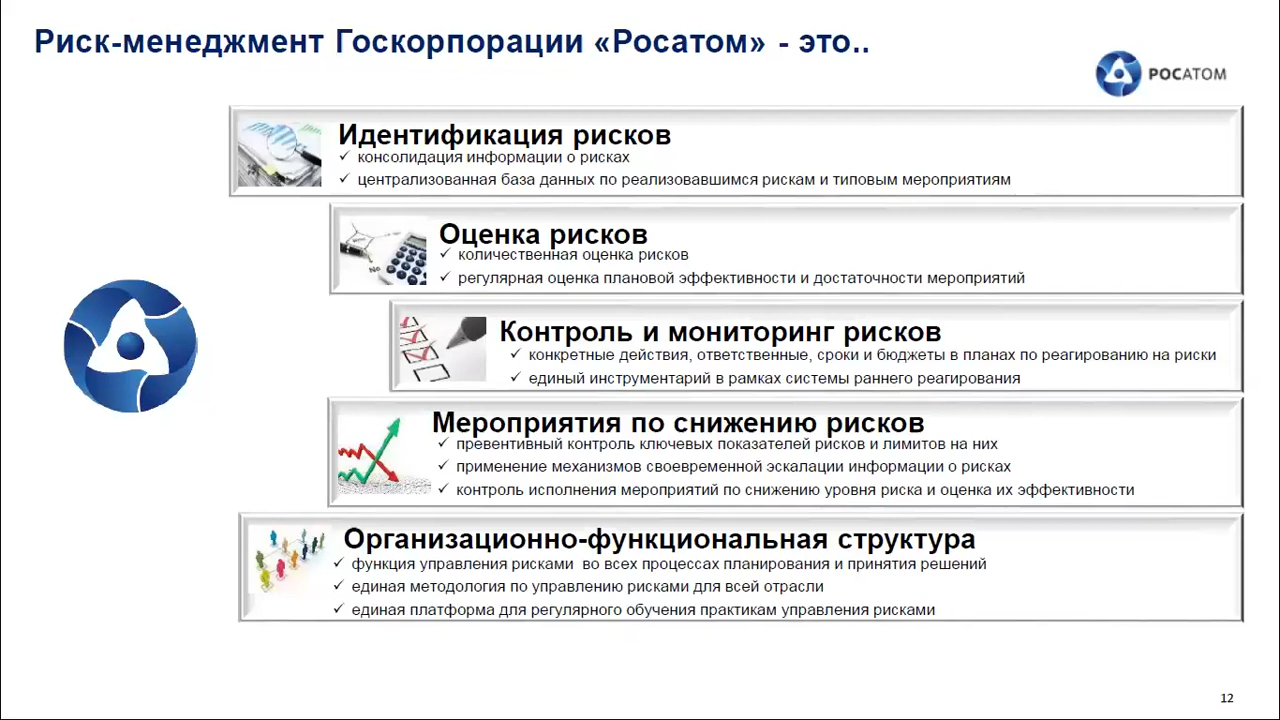 Риск-менеджмент Госкорпорации «Росатом» - это..
РОСАТОМ
Идентификация рисков
✓ консолидация информации о рисках
✓ централизованная база данных по реализовавшимся рискам и типовым мероприятиям
Оценка рисков
✓ количественная оценка рисков
✓ регулярная оценка плановой эффективности и достаточности мероприятий
No
Контроль и мониторинг рисков
✓ конкретные действия, ответственные, сроки и бюджеты в планах по реагированию на риски
✓ единый инструментарий в рамках системы раннего реагирования
Мероприятия по снижению рисков
✓ превентивный контроль ключевых показателей рисков и лимитов на них
✓ применение механизмов своевременной эскалации информации о рисках
✓ контроль исполнения мероприятий по снижению уровня риска и оценка их эффективности
Организационно-функциональная структура
✓ функция управления рисками во всех процессах планирования и принятия решений
✓ единая методология по управлению рисками для всей отрасли
✓ единая платформа для регулярного обучения практикам управления рисками
12